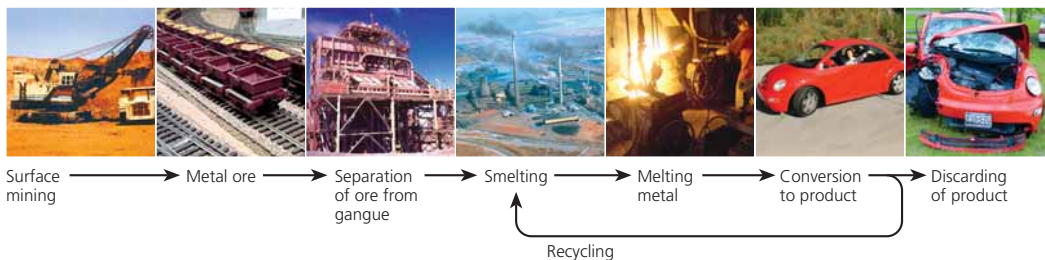 Surface
mining
Metal ore
Separation
of ore from
gangue
Smelting
Melting
metal
Conversion
to product
Discarding
of product
Recycling